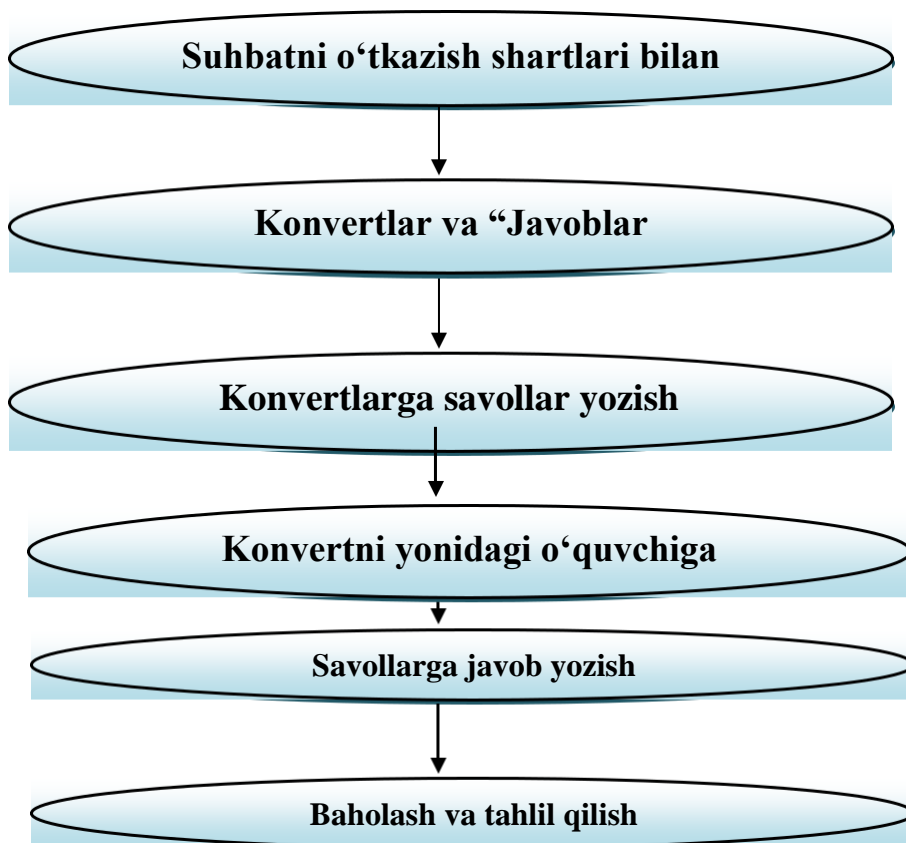 Suhbatni o‘tkazish shartlari bilan
Konvertlar va “Javoblar
Konvertlarga savollar yozish
Konvertni yonidagi o‘quvchiga
Savollarga javob yozish
Baholash va tahlil qilish